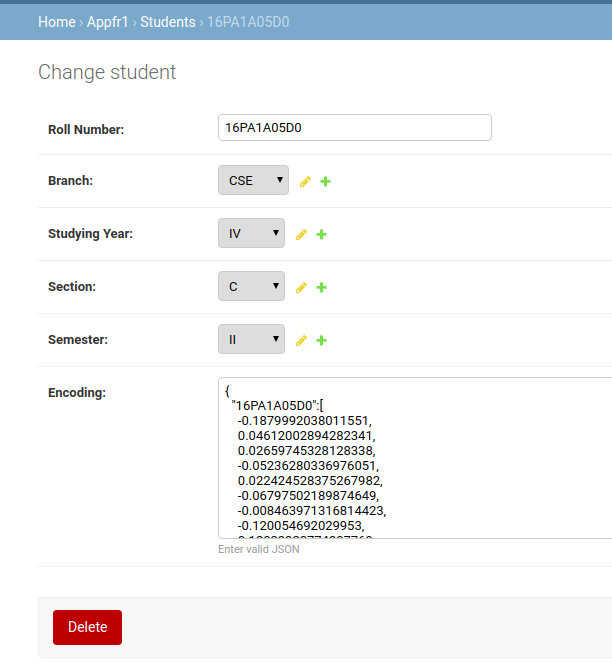 Home › Appfr1 › Students › 16PA1A05D0
Change student
Roll Number: 16PA1A05D0
Branch: CSE
Studying Year: IV
Section: C
Semester: II
Encoding: {
"16PA1A05D0":[
-0.1879992038011551,
0.04612002894282341,
0.02659745328128338,
-0.05236280336976051,
0.022424528375267982,
-0.06797502189874649,
-0.008463971316814423,
-0.120054692029953,
Enter valid JSON
Delete